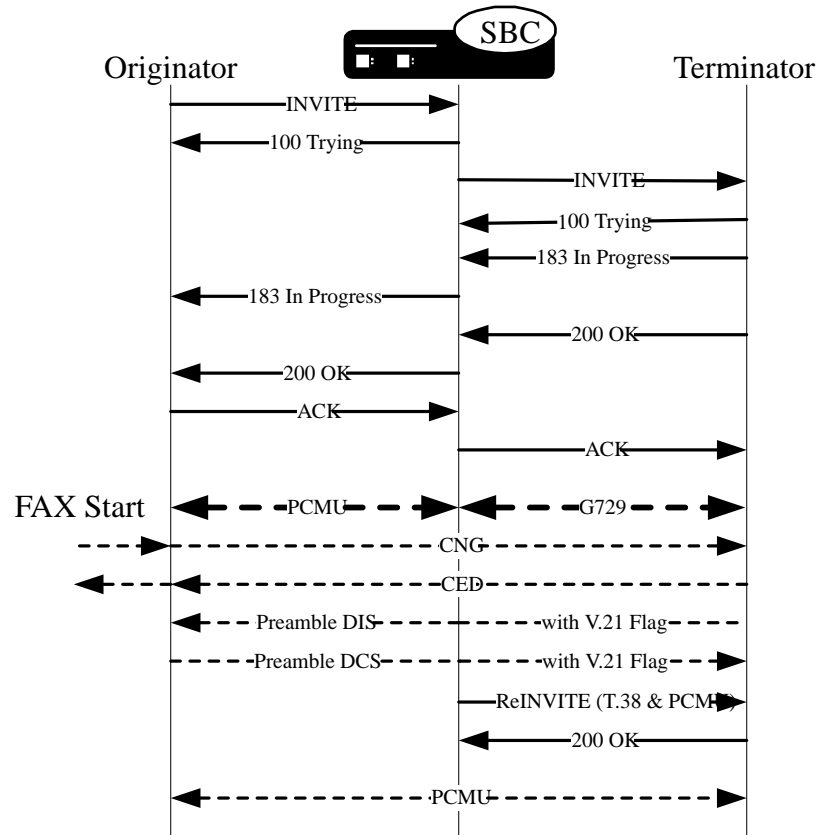 SBC
Originator
Terminator
INVITE
100 Trying
INVITE
100 Trying
183 In Progress
183 In Progress
200 OK
200 OK
ACK
ACK
FAX Start
PCMU
G729
CNG
CED
Preamble DIS
with V.21 Flag
Preamble DCS
with V.21 Flag
ReINVITE (T.38 & PCMU)
200 OK
PCMU